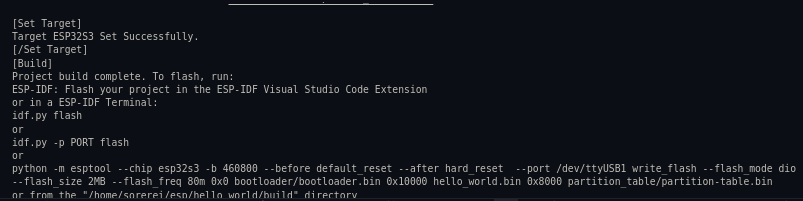 [Set Target]
Target ESP32S3 Set Successfully.
[/Set Target]
[Build]
Project build complete. To flash, run:
ESP-IDF: Flash your project in the ESP-IDF Visual Studio Code Extension
or in a ESP-IDF Terminal:
idf.py flash
or
idf.py -p PORT flash
or
python -m esptool --chip esp32s3 -b 460800 --before default_reset --after hard_reset  --port /dev/ttyUSB1 write_flash --flash_mode dio
--flash_size 2MB --flash_freq 80m 0x0 bootloader/bootloader.bin 0x10000 hello_world.bin 0x8000 partition_table/partition-table.bin
or from the "/home/sorerei/esp/hello_world/build" directory